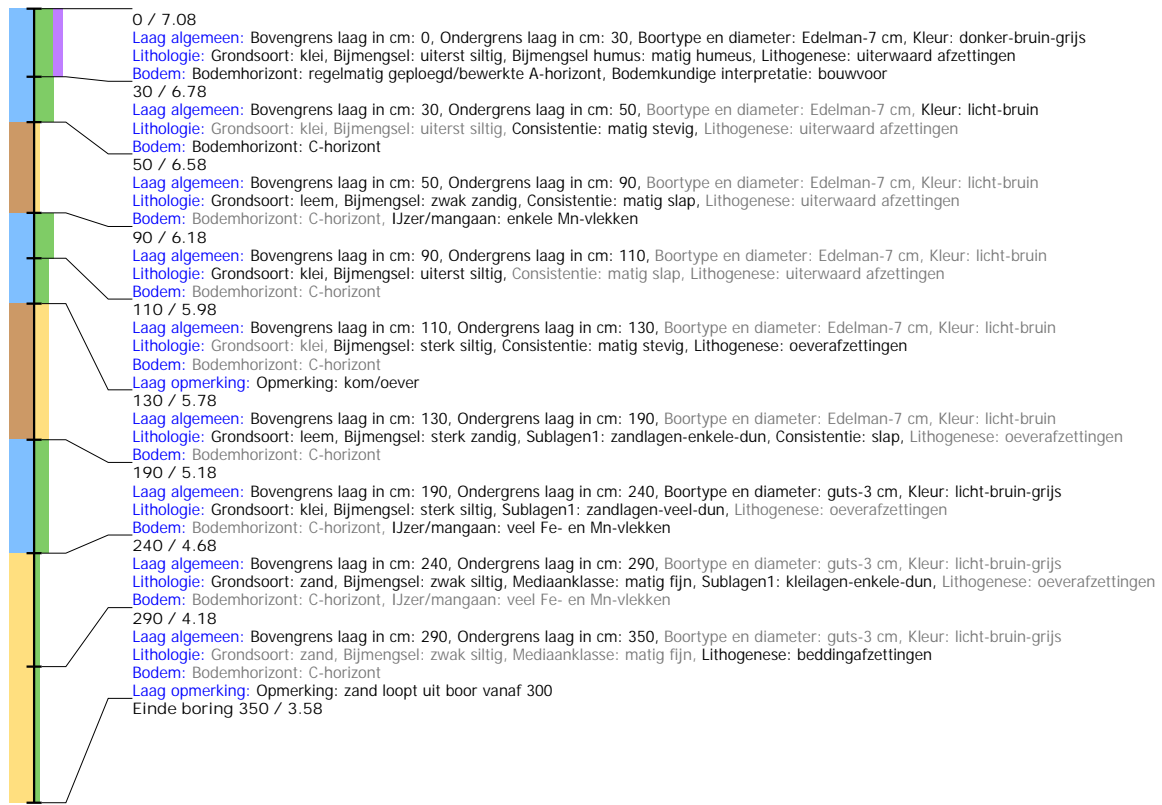 0 / 7.08
Laag algemeen: Bovengrens laag in cm: 0, Ondergrens laag in cm: 30, Boortype en diameter: Edelman-7 cm, Kleur: donker-bruin-grijs
Lithologie: Grondsoort: klei, Bijmengsel: uiterst siltig, Bijmengsel humus: matig humeus, Lithogenese: uiterwaard afzettingen
Bodem: Bodemhorizont: regelmatig geploegd/bewerkte A-horizont, Bodemkundige interpretatie: bouwvoor
30 / 6.78
Laag algemeen: Bovengrens laag in cm: 30, Ondergrens laag in cm: 50, Boortype en diameter: Edelman-7 cm, Kleur: licht-bruin
Lithologie: Grondsoort: klei, Bijmengsel: uiterst siltig, Consistentie: matig stevig, Lithogenese: uiterwaard afzettingen
Bodem: Bodemhorizont: C-horizont
50 / 6.58
Laag algemeen: Bovengrens laag in cm: 50, Ondergrens laag in cm: 90, Boortype en diameter: Edelman-7 cm, Kleur: licht-bruin
Lithologie: Grondsoort: leem, Bijmengsel: zwak zandig, Consistentie: matig slap, Lithogenese: uiterwaard afzettingen
Bodem: Bodemhorizont: C-horizont, IJzer/mangaan: enkele Mn-vlekken
90 / 6.18
Laag algemeen: Bovengrens laag in cm: 90, Ondergrens laag in cm: 110, Boortype en diameter: Edelman-7 cm, Kleur: licht-bruin
Lithologie: Grondsoort: klei, Bijmengsel: uiterst siltig, Consistentie: matig slap, Lithogenese: uiterwaard afzettingen
Bodem: Bodemhorizont: C-horizont
110 / 5.98
Laag algemeen: Bovengrens laag in cm: 110, Ondergrens laag in cm: 130, Boortype en diameter: Edelman-7 cm, Kleur: licht-bruin
Lithologie: Grondsoort: klei, Bijmengsel: sterk siltig, Consistentie: matig stevig, Lithogenese: oeverafzettingen
Bodem: Bodemhorizont: C-horizont
Laag opmerking: Opmerking: kom/oever
130 / 5.78
Laag algemeen: Bovengrens laag in cm: 130, Ondergrens laag in cm: 190, Boortype en diameter: Edelman-7 cm, Kleur: licht-bruin
Lithologie: Grondsoort: leem, Bijmengsel: sterk zandig, Sublagen1: zandlagen-enkele-dun, Consistentie: slap, Lithogenese: oeverafzettingen
Bodem: Bodemhorizont: C-horizont
190 / 5.18
Laag algemeen: Bovengrens laag in cm: 190, Ondergrens laag in cm: 240, Boortype en diameter: guts-3 cm, Kleur: licht-bruin-grijs
Lithologie: Grondsoort: klei, Bijmengsel: sterk siltig, Sublagen1: zandlagen-veel-dun, Lithogenese: oeverafzettingen
Bodem: Bodemhorizont: C-horizont, IJzer/mangaan: veel Fe- en Mn-vlekken
240 / 4.68
Laag algemeen: Bovengrens laag in cm: 240, Ondergrens laag in cm: 290, Boortype en diameter: guts-3 cm, Kleur: licht-bruin-grijs
Lithologie: Grondsoort: zand, Bijmengsel: zwak siltig, Mediaanklasse: matig fijn, Sublagen1: kleilagen-enkele-dun, Lithogenese: oeverafzettingen
Bodem: Bodemhorizont: C-horizont, IJzer/mangaan: veel Fe- en Mn-vlekken
290 / 4.18
Laag algemeen: Bovengrens laag in cm: 290, Ondergrens laag in cm: 350, Boortype en diameter: guts-3 cm, Kleur: licht-bruin-grijs
Lithologie: Grondsoort: zand, Bijmengsel: zwak siltig, Mediaanklasse: matig fijn, Lithogenese: beddingafzettingen
Bodem: Bodemhorizont: C-horizont
Laag opmerking: Opmerking: zand loopt uit boor vanaf 300
Einde boring 350 / 3.58